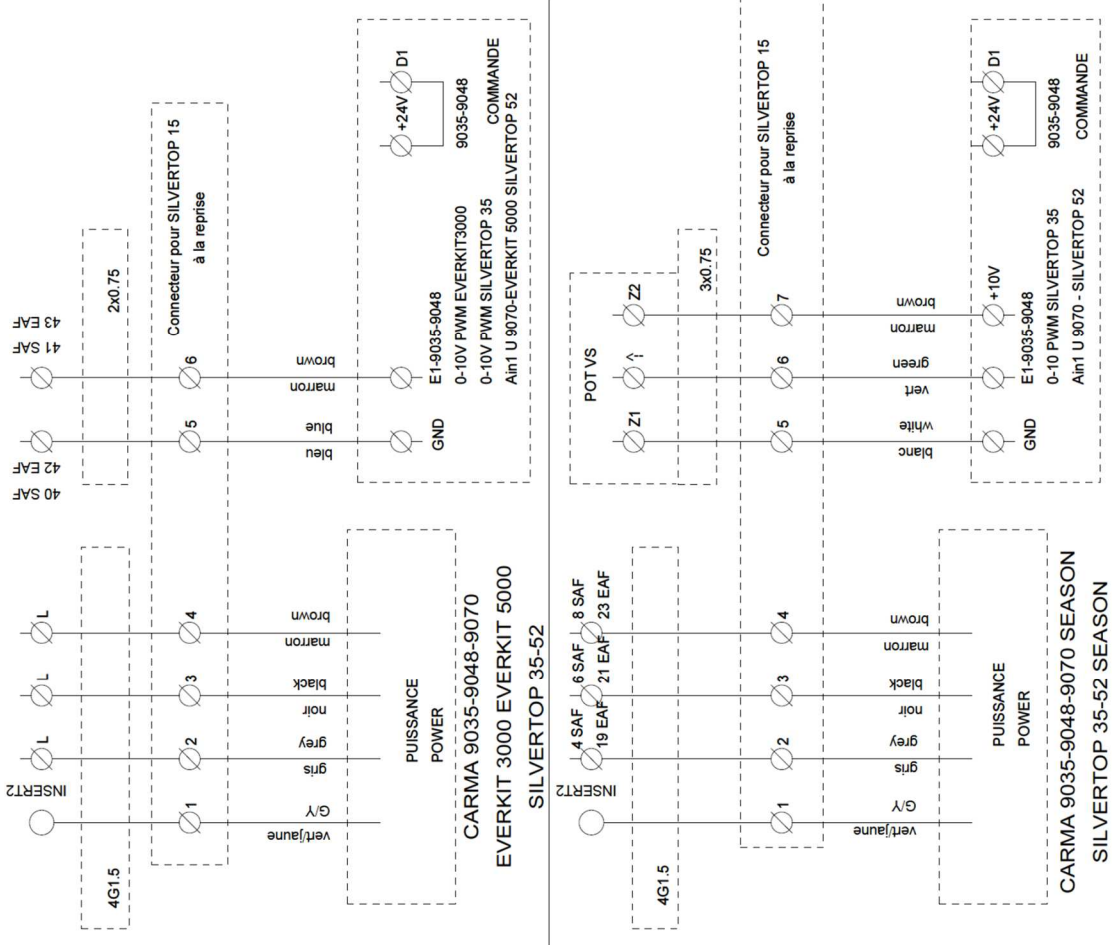 43 EAF
41 SAF
42 EAF
40 SAF
2x0.75
Connecteur pour SILVERTOP 15
à la reprise
6
5
brown
marron
blue
bleu
+24V
D1
9035-9048
COMMANDE
E1-9035-9048
0-10V PWM EVERKIT3000
0-10V PWM SILVERTOP 35
Ain1 U 9070-EVERKIT 5000 SILVERTOP 52
GND
L
L
L
INSERT2
4G1.5
4
3
2
1
brown
marron
black
noir
grey
gris
G/Y
vert/jaune
PUISSANCE
POWER
CARMA 9035-9048-9070
EVERKIT 3000 EVERKIT 5000
SILVERTOP 35-52
POT VS
Z2
Z1
3x0.75
Connecteur pour SILVERTOP 15
à la reprise
7
6
5
brown
marron
green
vert
white
blanc
+24V
D1
9035-9048
COMMANDE
+10V
E1-9035-9048
0-10 PWM SILVERTOP 35
Ain1 U 9070 - SILVERTOP 52
GND
8 SAF
23 EAF
6 SAF
21 EAF
4 SAF
19 EAF
INSERT2
4G1.5
4
3
2
1
brown
marron
black
noir
grey
gris
G/Y
vert/jaune
PUISSANCE
POWER
CARMA 9035-9048-9070 SEASON
SILVERTOP 35-52 SEASON